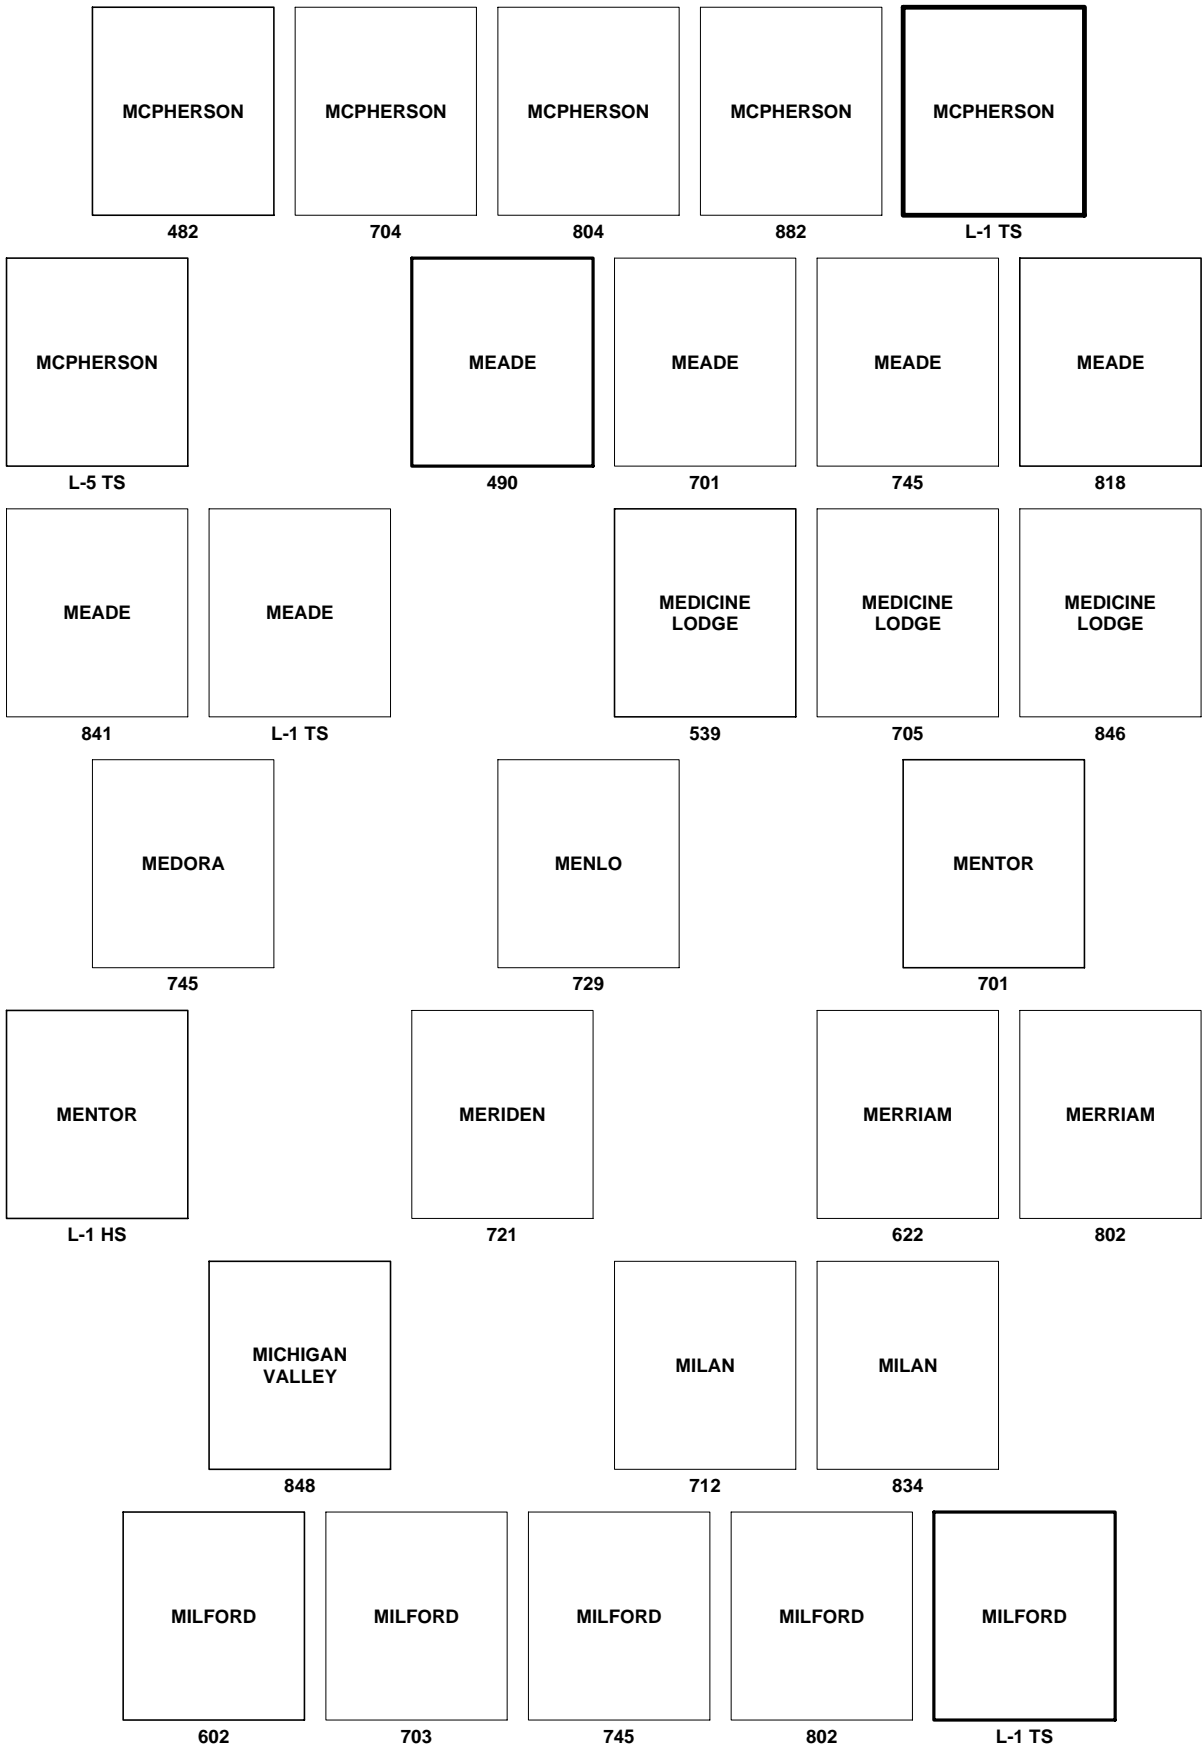 MCPHERSON MCPHERSON MCPHERSON MCPHERSON MCPHERSON
482 704 804 882 L-1 TS
MCPHERSON MEADE MEADE MEADE MEADE
L-5 TS 490 701 745 818
MEADE MEADE MEDICINE LODGE MEDICINE LODGE MEDICINE LODGE
841 L-1 TS 539 705 846
MEDORA MENLO MENTOR
745 729 701
MENTOR MERIDEN MERRIAM MERRIAM
L-1 HS 721 622 802
MICHIGAN VALLEY MILAN MILAN
848 712 834
MILFORD MILFORD MILFORD MILFORD MILFORD
602 703 745 802 L-1 TS